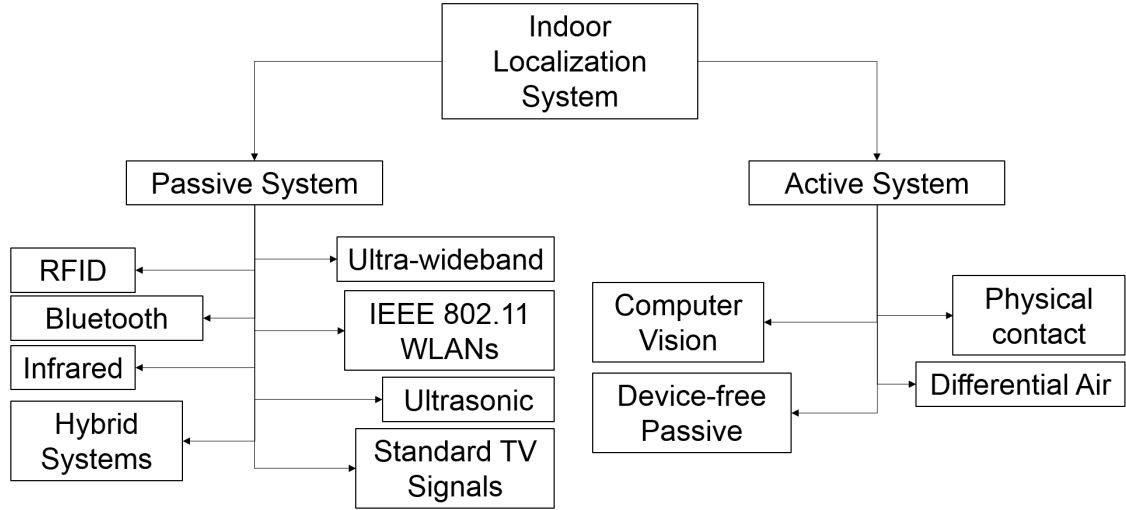 Indoor
Localization
System
Passive System
Active System
RFID
Bluetooth
Infrared
Hybrid
Systems
Ultra-wideband
IEEE 802.11
WLANs
Ultrasonic
Standard TV
Signals
Computer
Vision
Device-free
Passive
Physical
contact
Differential Air